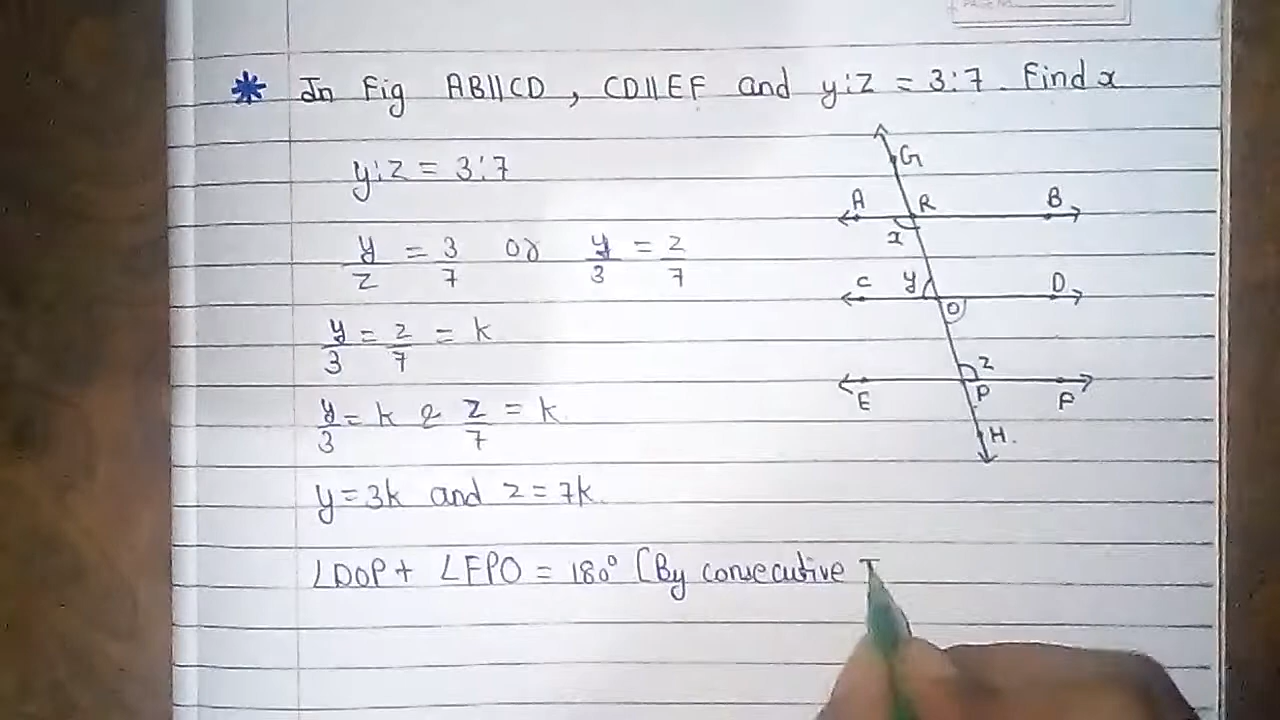 * In Fig AB||CD , CD||EF and y:z = 3:7. Find x
y:z = 3:7
y/z = 3/7 or y/3 = z/7
y/3 = z/7 = k
y/3 = k & z/7 = k.
y = 3k and z = 7k.
∠DOP + ∠FPO = 180° [By consecutive I
G
A R B
x
C y D
O
z
E P F
H.